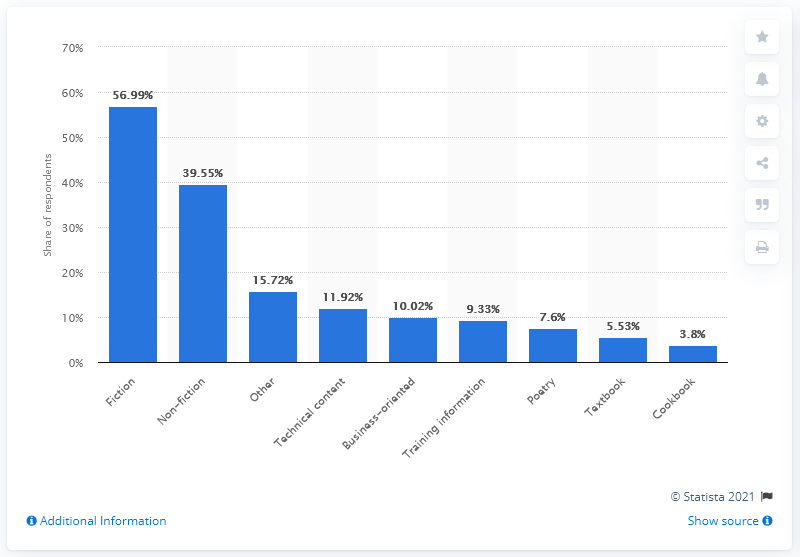 70%
60%
50%
40%
30%
20%
10%
0%
Share of respondents
56.99%
39.55%
15.72%
11.92%
10.02%
9.33%
7.6%
5.53%
3.8%
Fiction
Non-fiction
Other
Technical content
Business-oriented
Training information
Poetry
Textbook
Cookbook
© Statista 2021
Additional Information
Show source